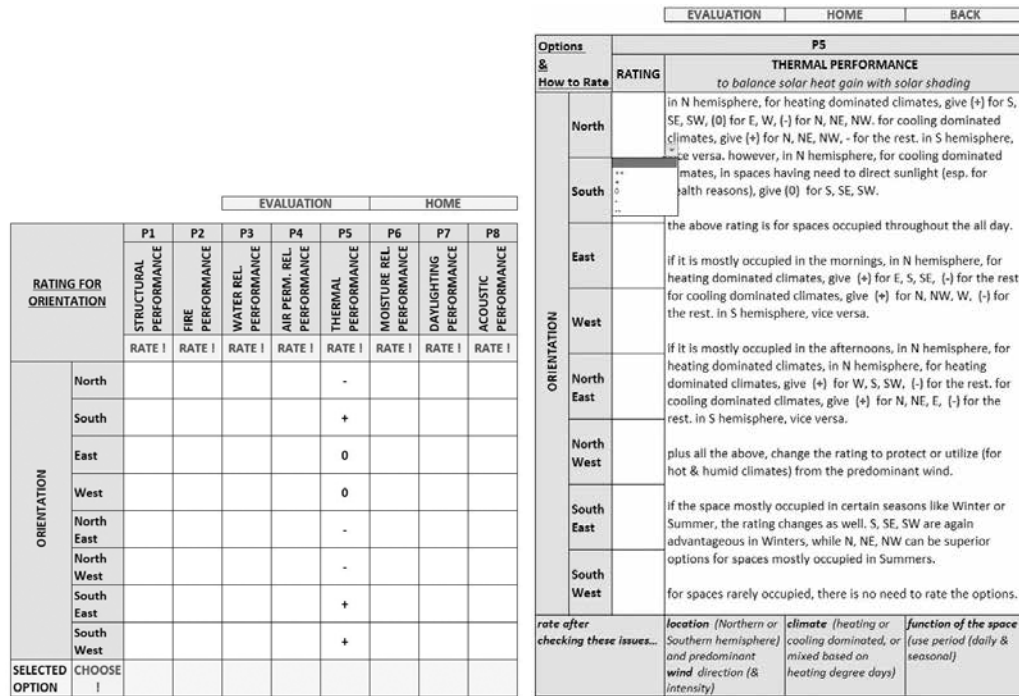 EVALUATION HOME
RATING FOR
ORIENTATION
P1 P2 P3 P4 P5 P6 P7 P8
STRUCTURAL
PERFORMANCE
FIRE
PERFORMANCE
WATER REL.
PERFORMANCE
AIR PERM. REL.
PERFORMANCE
THERMAL
PERFORMANCE
MOISTURE REL.
PERFORMANCE
DAYLIGHTING
PERFORMANCE
ACOUSTIC
PERFORMANCE
RATE ! RATE ! RATE ! RATE ! RATE ! RATE ! RATE ! RATE !
ORIENTATION
North -
South +
East 0
West 0
North
East -
North
West -
South
East +
South
West +
SELECTED
OPTION
CHOOSE
!
EVALUATION HOME BACK
Options
&
How to Rate
RATING
P5
THERMAL PERFORMANCE
to balance solar heat gain with solar shading
ORIENTATION
North
South
East
West
North
East
North
West
South
East
South
West
++
+
0
-
--
in N hemisphere, for heating dominated climates, give (+) for S,
SE, SW, (0) for E, W, (-) for N, NE, NW. for cooling dominated
climates, give (+) for N, NE, NW, - for the rest. in S hemisphere,
ce versa. however, in N hemisphere, for cooling dominated
mates, in spaces having need to direct sunlight (esp. for
ealth reasons), give (0) for S, SE, SW.
the above rating is for spaces occupied throughout the all day.
if it is mostly occupied in the mornings, in N hemisphere, for
heating dominated climates, give (+) for E, S, SE, (-) for the rest
for cooling dominated climates, give (+) for N, NW, W, (-) for
the rest. in S hemisphere, vice versa.
if it is mostly occupied in the afternoons, in N hemisphere, for
heating dominated climates, in N hemisphere, for heating
dominated climates, give (+) for W, S, SW, (-) for the rest. for
cooling dominated climates, give (+) for N, NE, E, (-) for the
rest. in S hemisphere, vice versa.
plus all the above, change the rating to protect or utilize (for
hot & humid climates) from the predominant wind.
if the space mostly occupied in certain seasons like Winter or
Summer, the rating changes as well. S, SE, SW are again
advantageous in Winters, while N, NE, NW can be superior
options for spaces mostly occupied in Summers.
for spaces rarely occupied, there is no need to rate the options.
rate after
checking these issues...
location (Northern or
Southern hemisphere)
and predominant
wind direction (&
intensity)
climate (heating or
cooling dominated, or
mixed based on
heating degree days)
function of the space
(use period (daily &
seasonal)